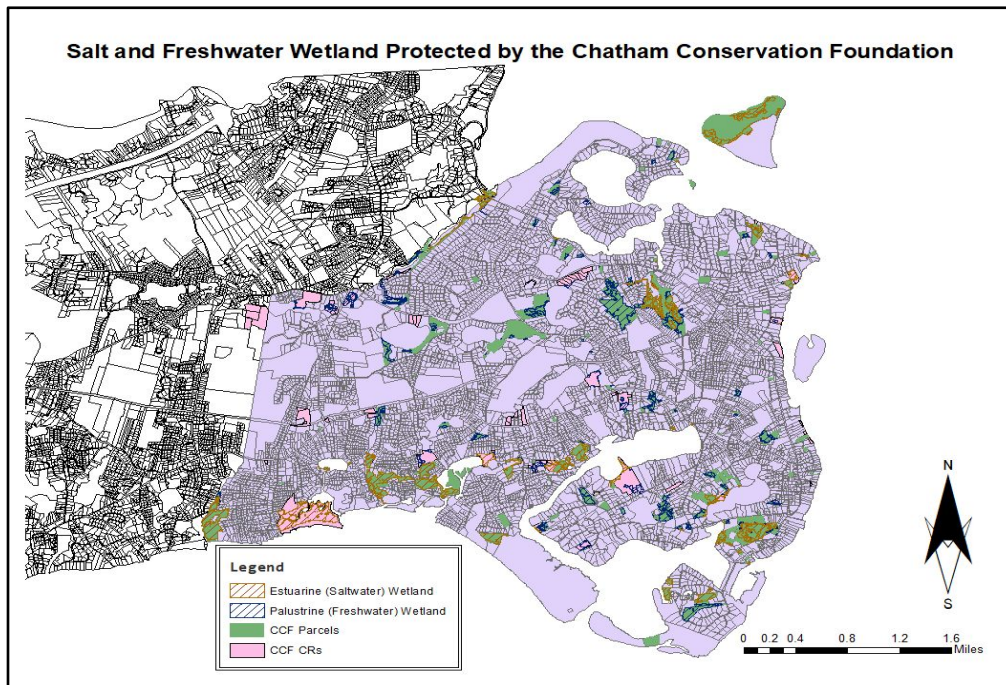 Salt and Freshwater Wetland Protected by the Chatham Conservation Foundation
N
S
Legend
Estuarine (Saltwater) Wetland
Palustrine (Freshwater) Wetland
CCF Parcels
CCF CRs
0 0.2 0.4 0.8 1.2 1.6
Miles